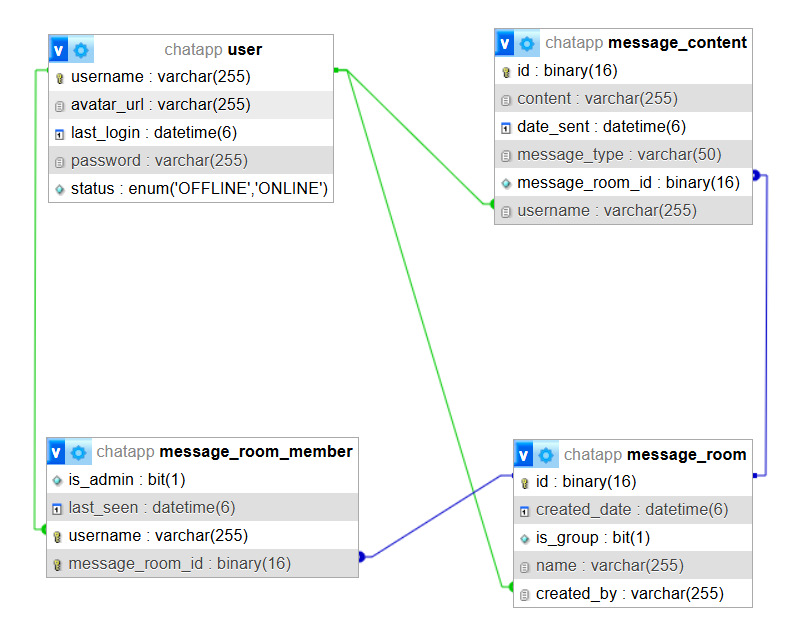 v chatapp user
username : varchar(255)
avatar_url : varchar(255)
last_login : datetime(6)
password : varchar(255)
status : enum('OFFLINE','ONLINE')
v chatapp message_content
id : binary(16)
content : varchar(255)
date_sent : datetime(6)
message_type : varchar(50)
message_room_id : binary(16)
username : varchar(255)
v chatapp message_room_member
is_admin : bit(1)
last_seen : datetime(6)
username : varchar(255)
message_room_id : binary(16)
v chatapp message_room
id : binary(16)
created_date : datetime(6)
is_group : bit(1)
name : varchar(255)
created_by : varchar(255)